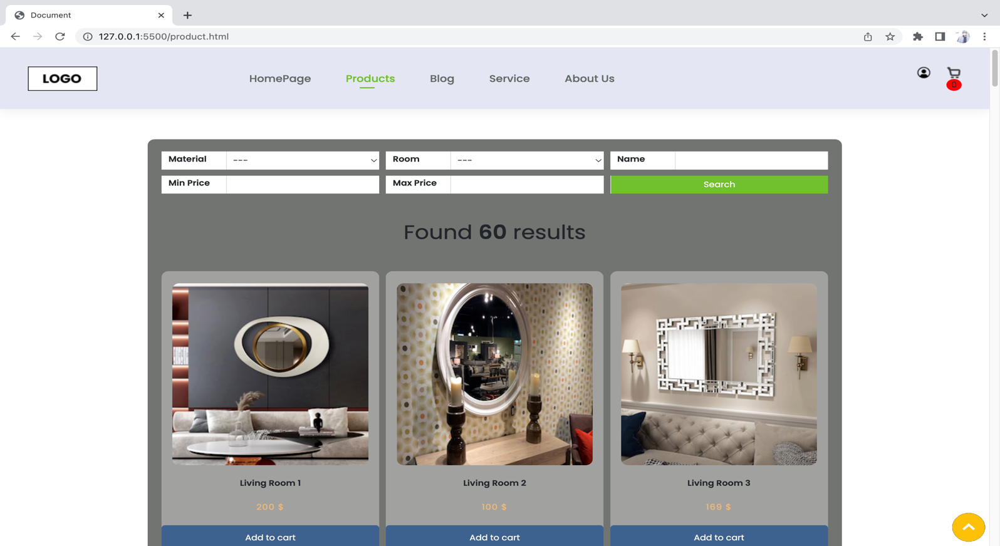 Document
127.0.0.1:5500/product.html
LOGO
HomePage
Products
Blog
Service
About Us
0
Material
---
Room
---
Name
Min Price
Max Price
Search
Found 60 results
Living Room 1
Living Room 2
Living Room 3
200 $
100 $
169 $
Add to cart
Add to cart
Add to cart